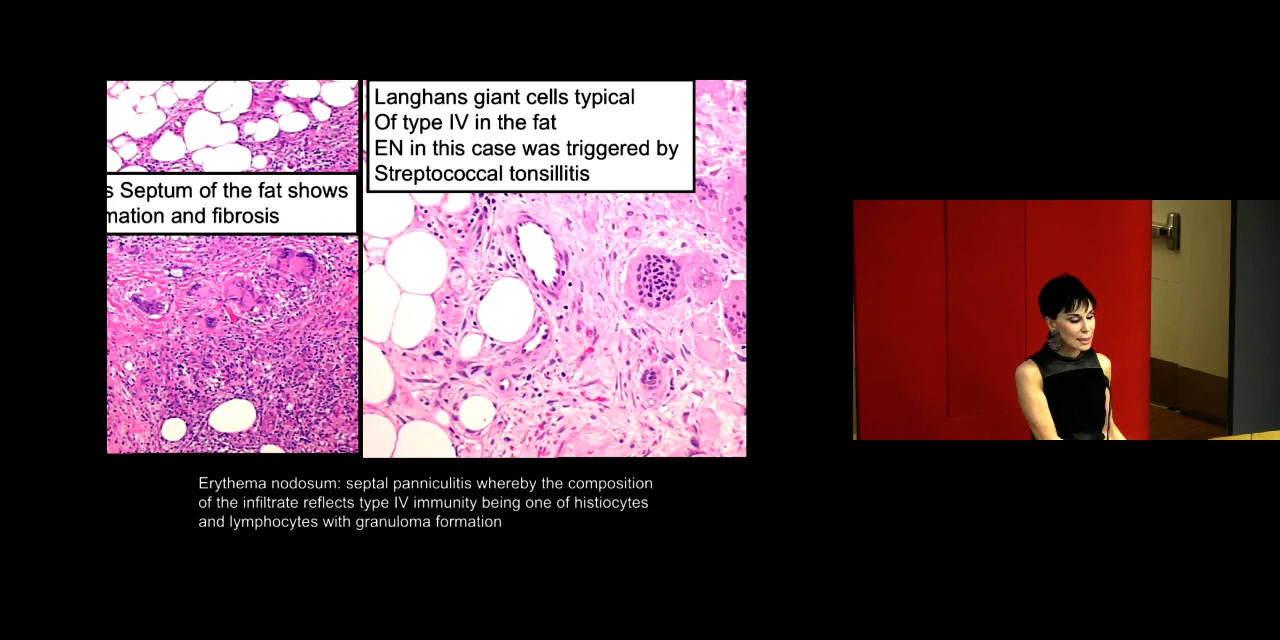 s Septum of the fat shows
mation and fibrosis
Langhans giant cells typical
Of type IV in the fat
EN in this case was triggered by
Streptococcal tonsillitis
Erythema nodosum: septal panniculitis whereby the composition
of the infiltrate reflects type IV immunity being one of histiocytes
and lymphocytes with granuloma formation